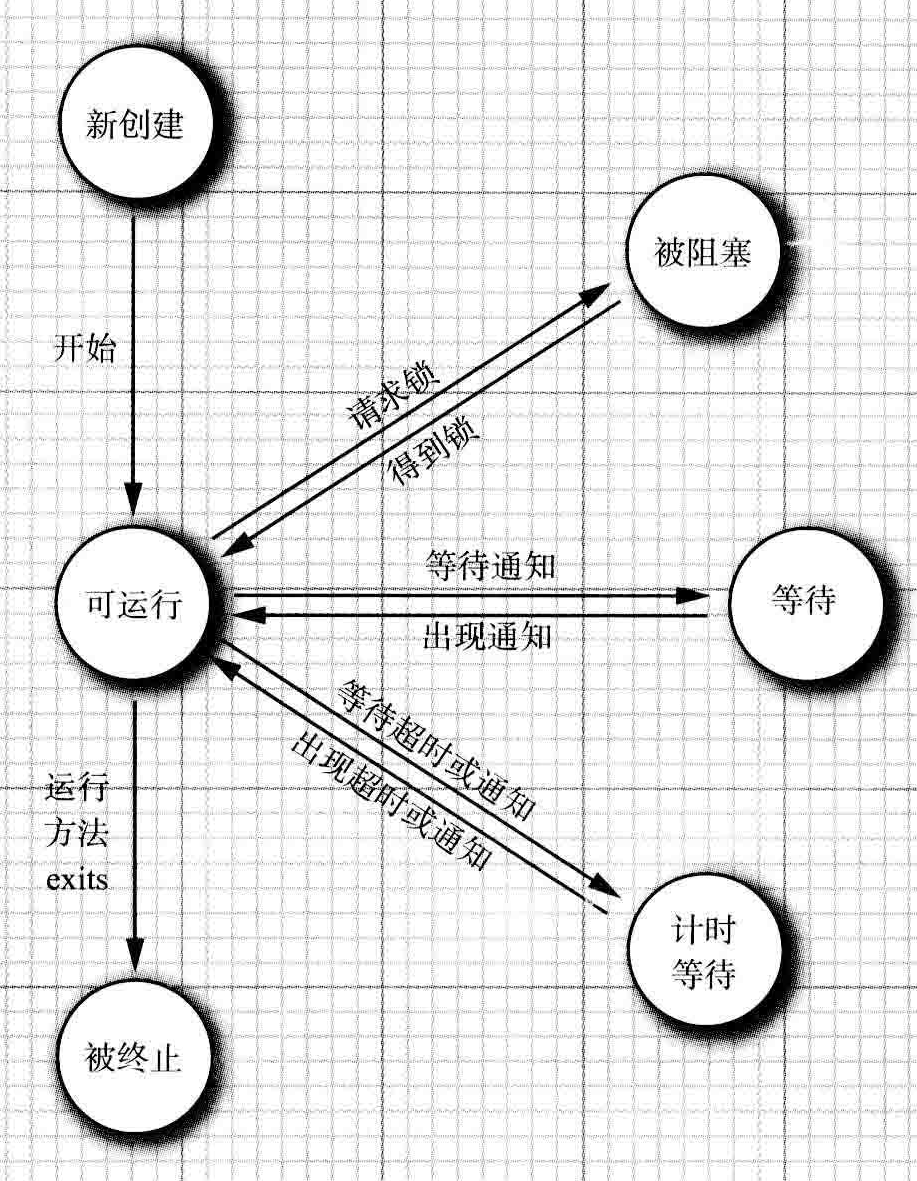 新创建
被阻塞
开始
请求锁
得到锁
等待通知
可运行
等待
出现通知
等待超时或通知
出现超时或通知
运行
方法
exits
计时
等待
被终止